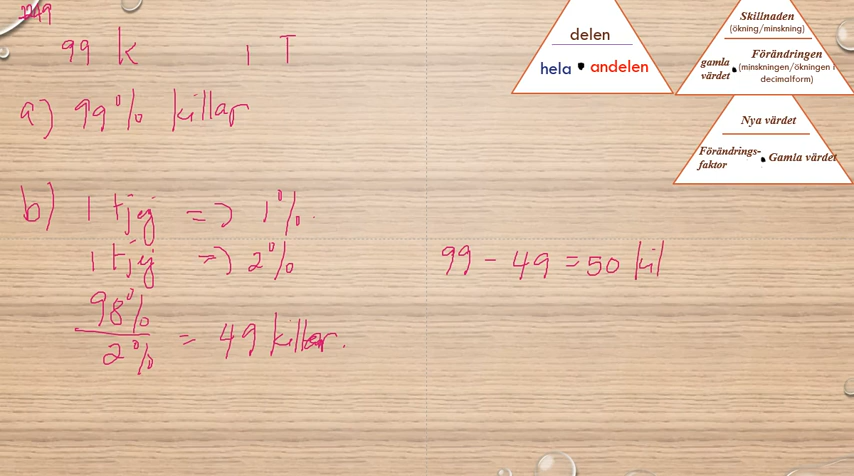 1249
99 k 1 T
a) 99% killar
b) 1 tjej => 1%.
1 tjej => 2%
98%
2% = 49 killar.
99 - 49 = 50 kil
delen
hela • andelen
Skillnaden
(ökning/minskning)
gamla värdet • Förändringen
(minskningen/ökningen i
decimalform)
Nya värdet
Förändrings-
faktor • Gamla värdet